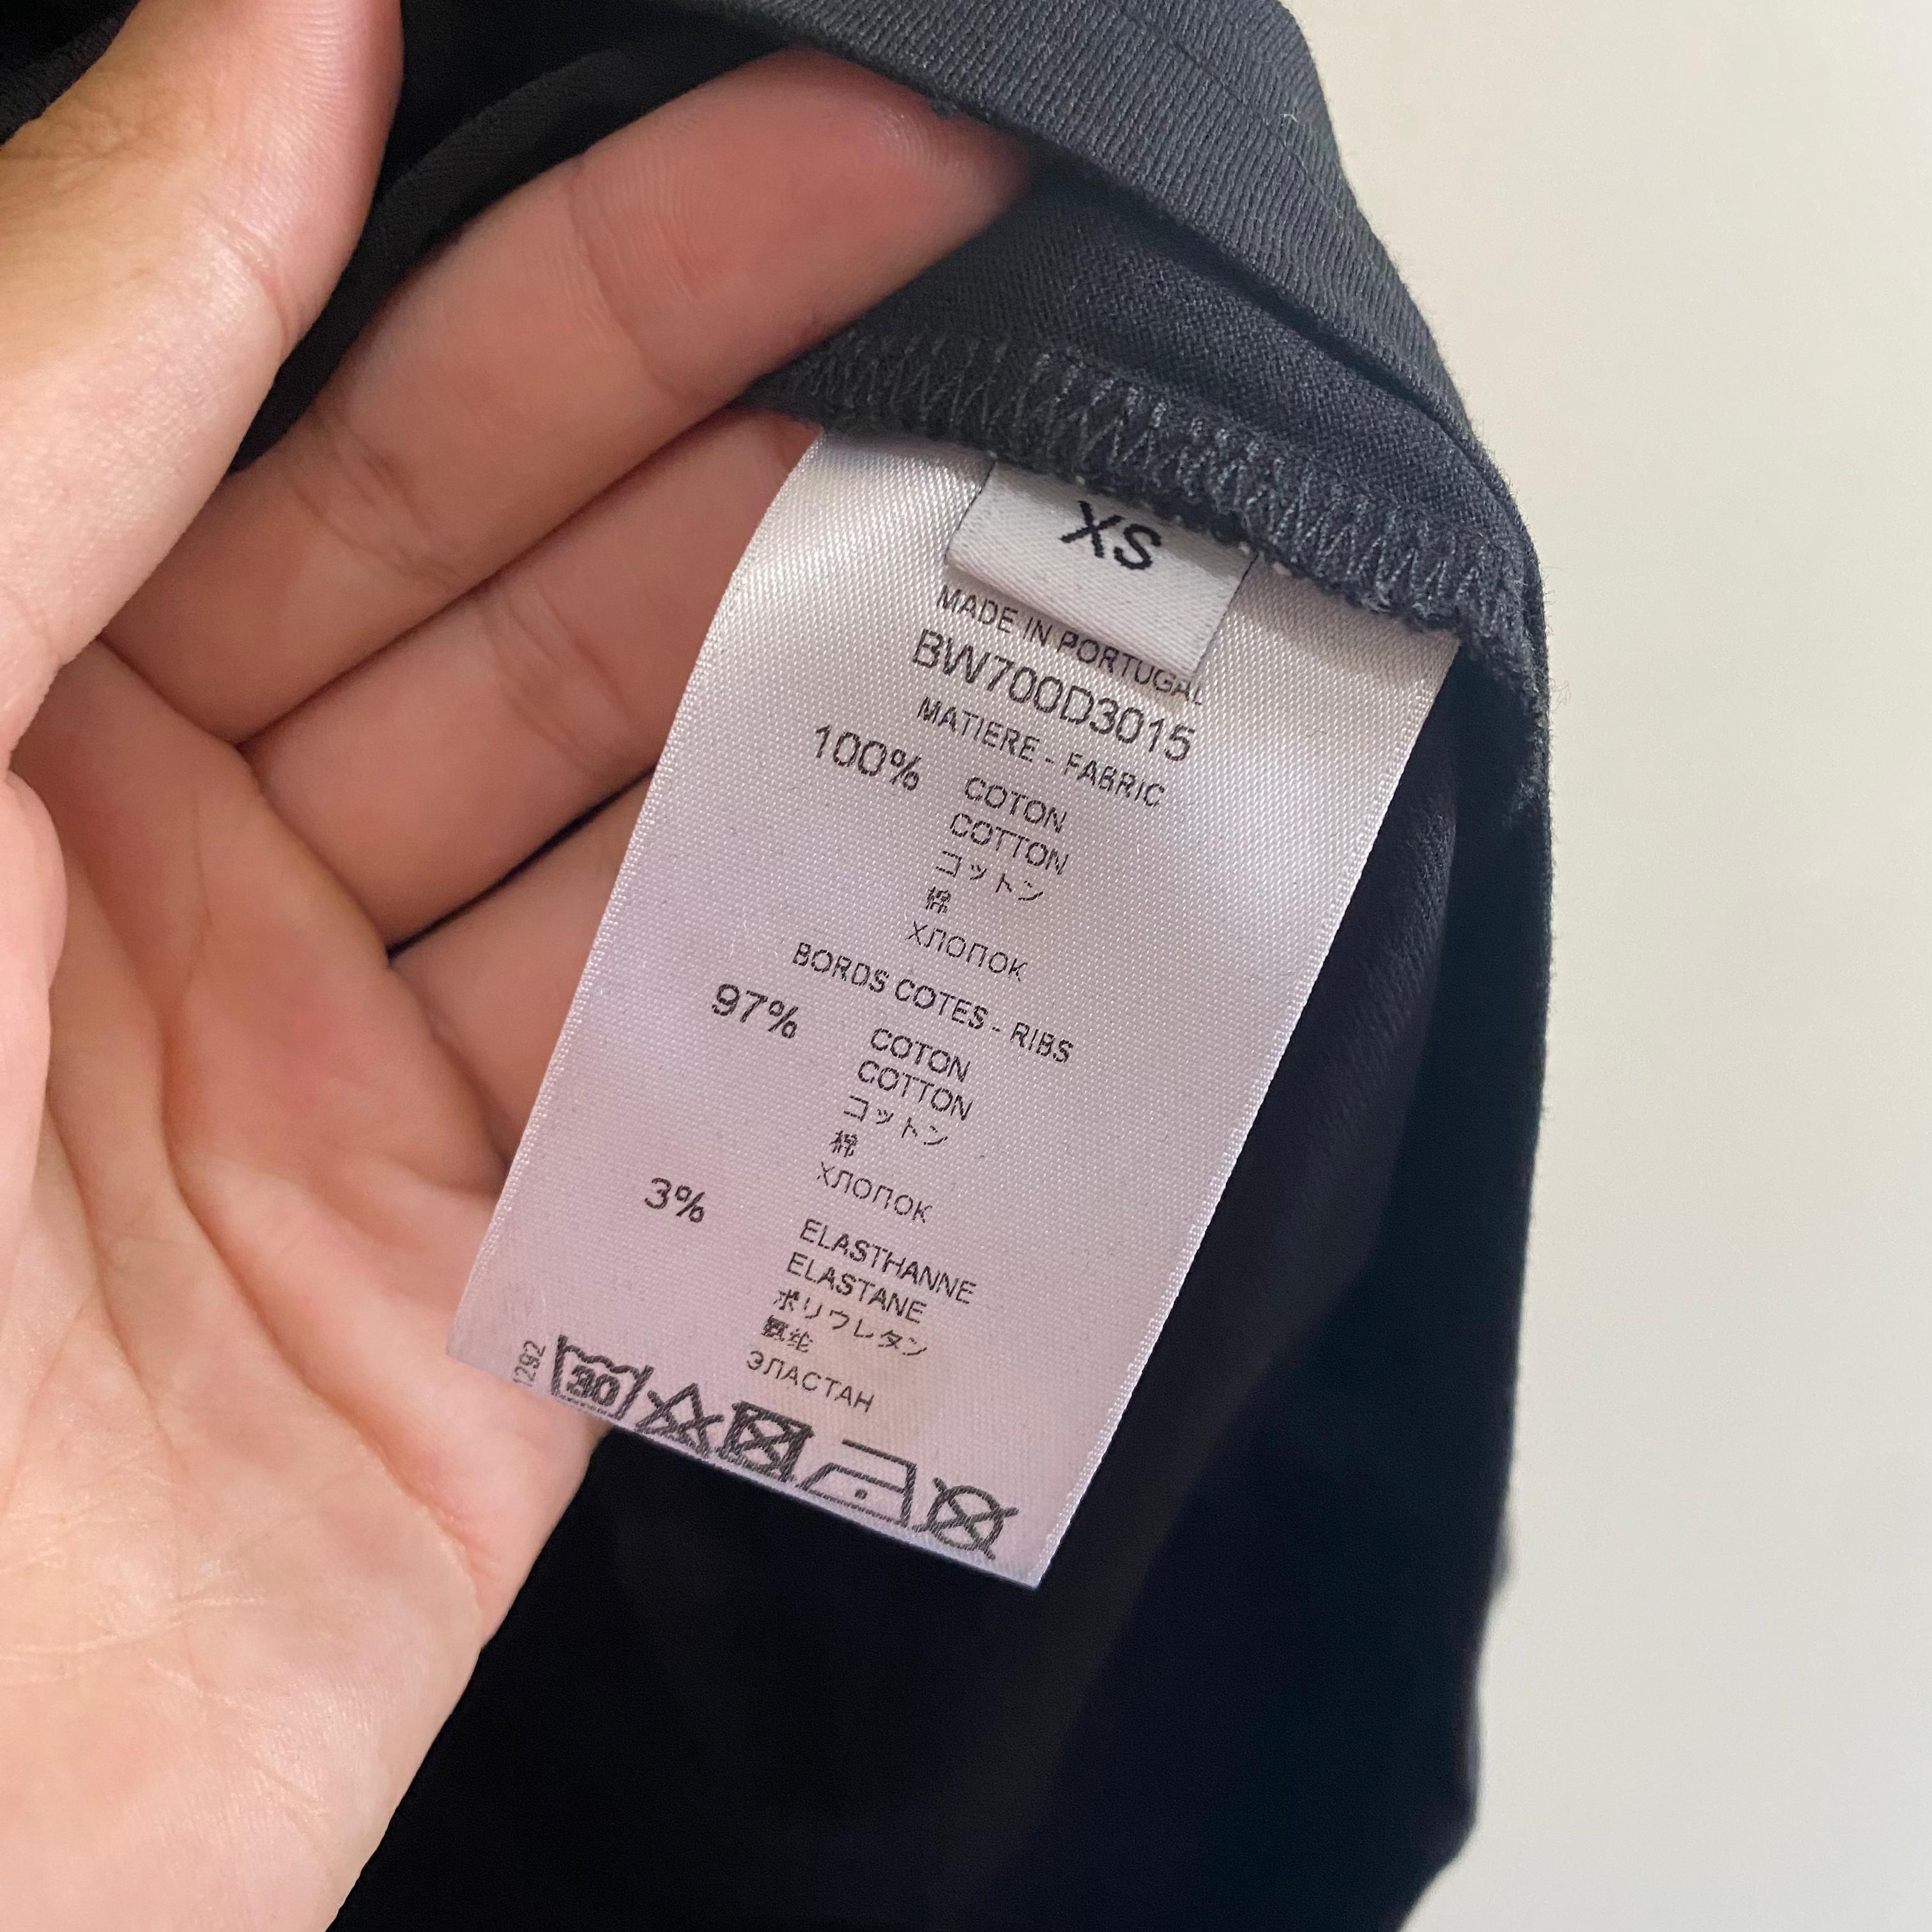 XS
MADE IN PORTUGAL
BW700D3015
MATIERE - FABRIC
100% COTON
COTTON
コットン
棉
ХЛОПОК
BORDS COTES - RIBS
97% COTON
COTTON
コットン
棉
ХЛОПОК
3% ELASTHANNE
ELASTANE
ポリウレタン
氨纶
ЭЛАСТАН
1292
30